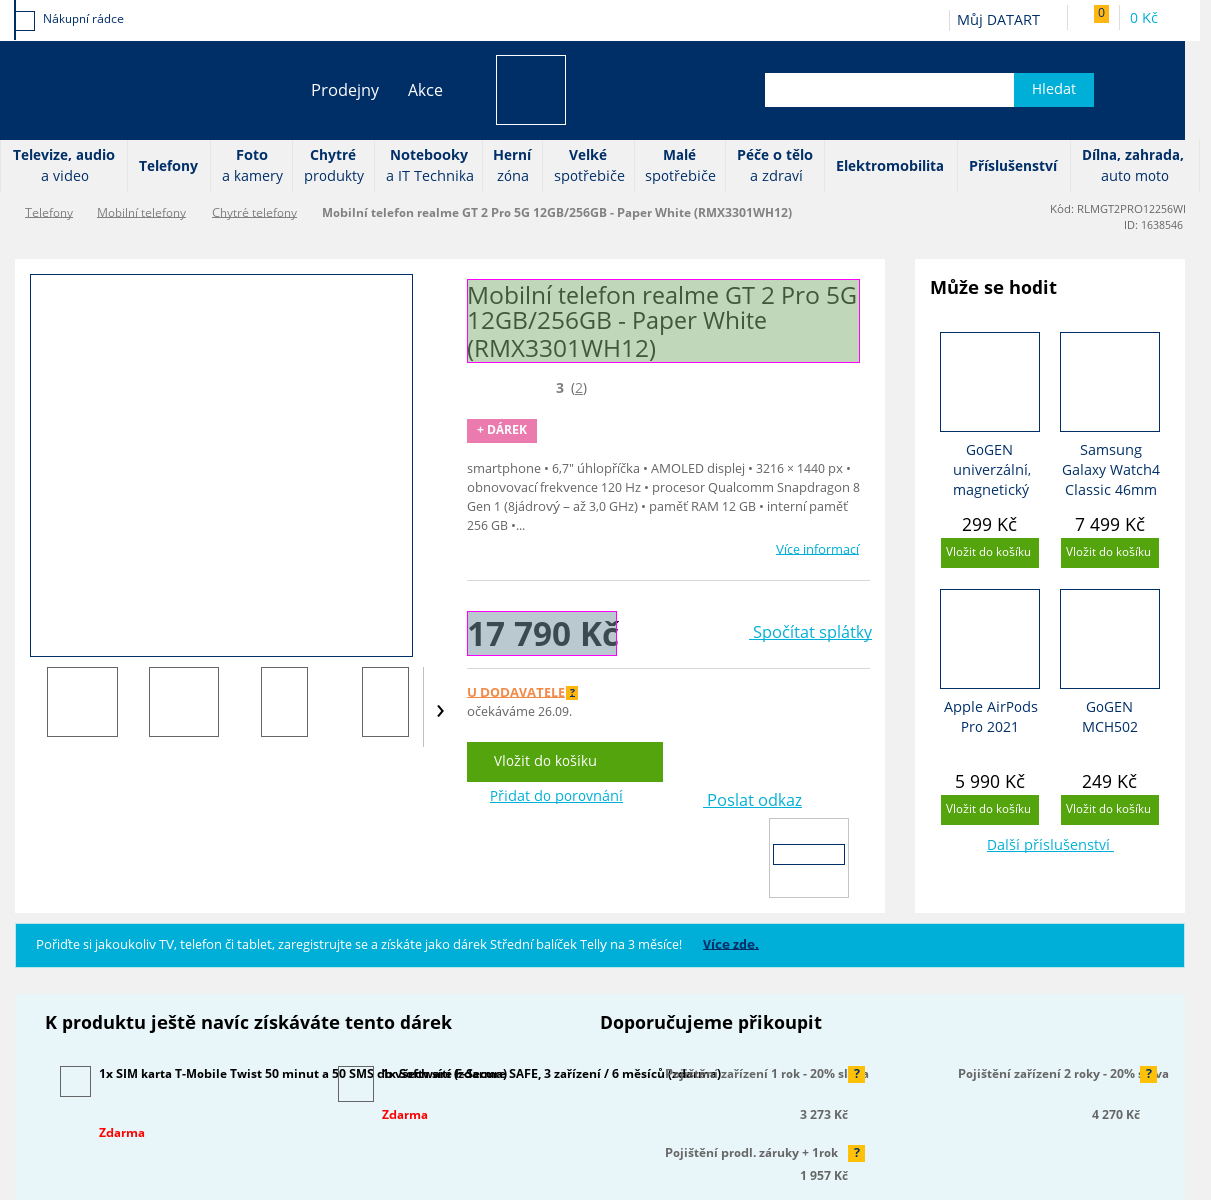 Nákupní rádce
Můj DATART
0
0 Kč
Prodejny
Akce
Hledat
Televize, audio
a video
Telefony
Foto
a kamery
Chytré
produkty
Notebooky
a IT Technika
Herní
zóna
Velké
spotřebiče
Malé
spotřebiče
Péče o tělo
a zdraví
Elektromobilita
Příslušenství
Dílna, zahrada,
auto moto
Telefony
Mobilní telefony
Chytré telefony
Mobilní telefon realme GT 2 Pro 5G 12GB/256GB - Paper White (RMX3301WH12)
Kód: RLMGT2PRO12256WI
ID: 1638546
Mobilní telefon realme GT 2 Pro 5G
12GB/256GB - Paper White
(RMX3301WH12)
3 (2)
+ DÁREK
smartphone • 6,7" úhlopříčka • AMOLED displej • 3216 × 1440 px •
obnovovací frekvence 120 Hz • procesor Qualcomm Snapdragon 8
Gen 1 (8jádrový – až 3,0 GHz) • paměť RAM 12 GB • interní paměť
256 GB •...
Více informací
17 790 Kč
Spočítat splátky
U DODAVATELE ?
očekáváme 26.09.
Vložit do košíku
Přidat do porovnání
Poslat odkaz
Může se hodit
GoGEN
univerzální,
magnetický
299 Kč
Vložit do košíku
Samsung
Galaxy Watch4
Classic 46mm
7 499 Kč
Vložit do košíku
Apple AirPods
Pro 2021
5 990 Kč
Vložit do košíku
GoGEN
MCH502
249 Kč
Vložit do košíku
Další příslušenství
Pořiďte si jakoukoliv TV, telefon či tablet, zaregistrujte se a získáte jako dárek Střední balíček Telly na 3 měsíce! Více zde.
K produktu ještě navíc získáváte tento dárek
1x SIM karta T-Mobile Twist 50 minut a 50 SMS do všech sítí (zdarma)
Zdarma
1x Software F-Secure SAFE, 3 zařízení / 6 měsíců (zdarma)
Zdarma
Doporučujeme přikoupit
Pojištění zařízení 1 rok - 20% sleva
?
3 273 Kč
Pojištění zařízení 2 roky - 20% sleva
?
4 270 Kč
Pojištění prodl. záruky + 1rok
?
1 957 Kč